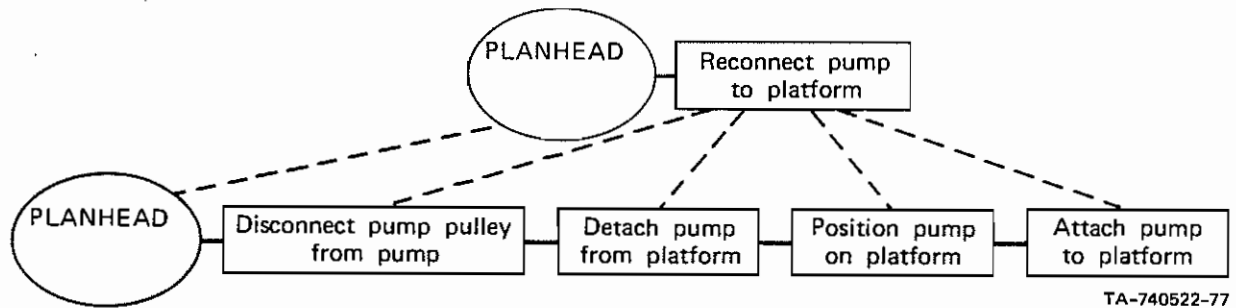 PLANHEAD
Reconnect pump
to platform
PLANHEAD
Disconnect pump pulley
from pump
Detach pump
from platform
Position pump
on platform
Attach pump
to platform
TA-740522-77